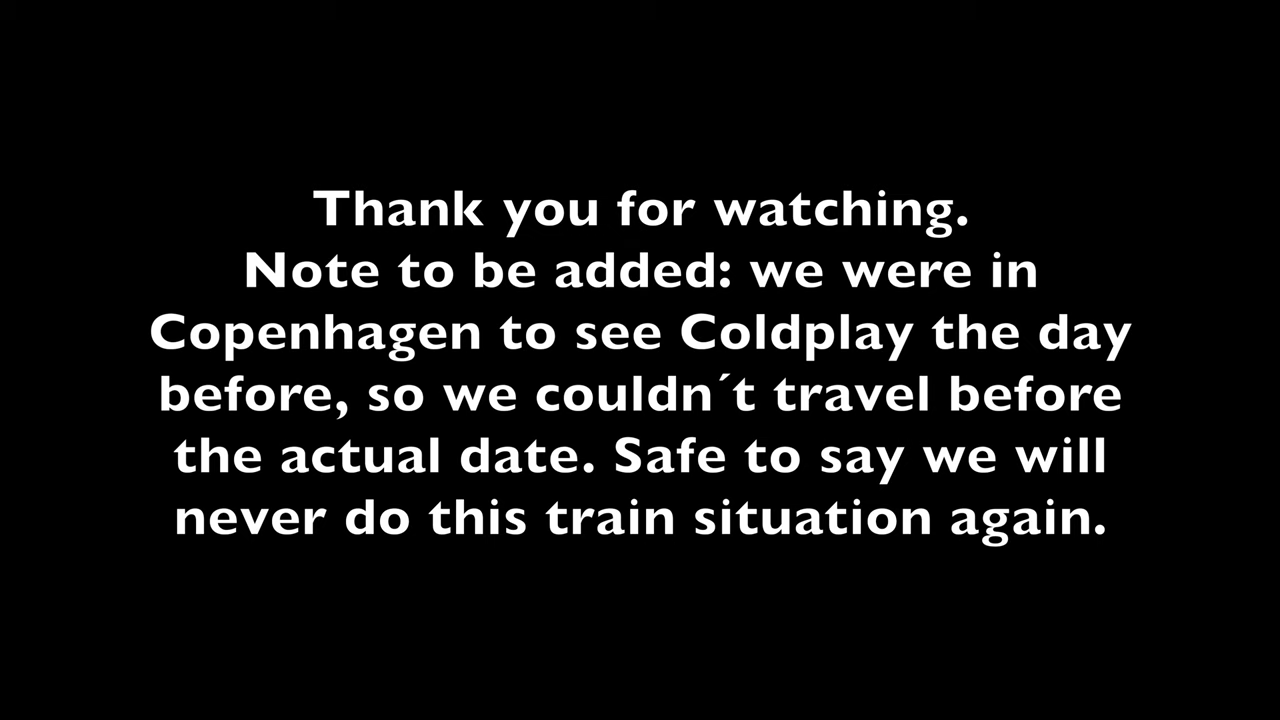 Thank you for watching.
Note to be added: we were in
Copenhagen to see Coldplay the day
before, so we couldn´t travel before
the actual date. Safe to say we will
never do this train situation again.